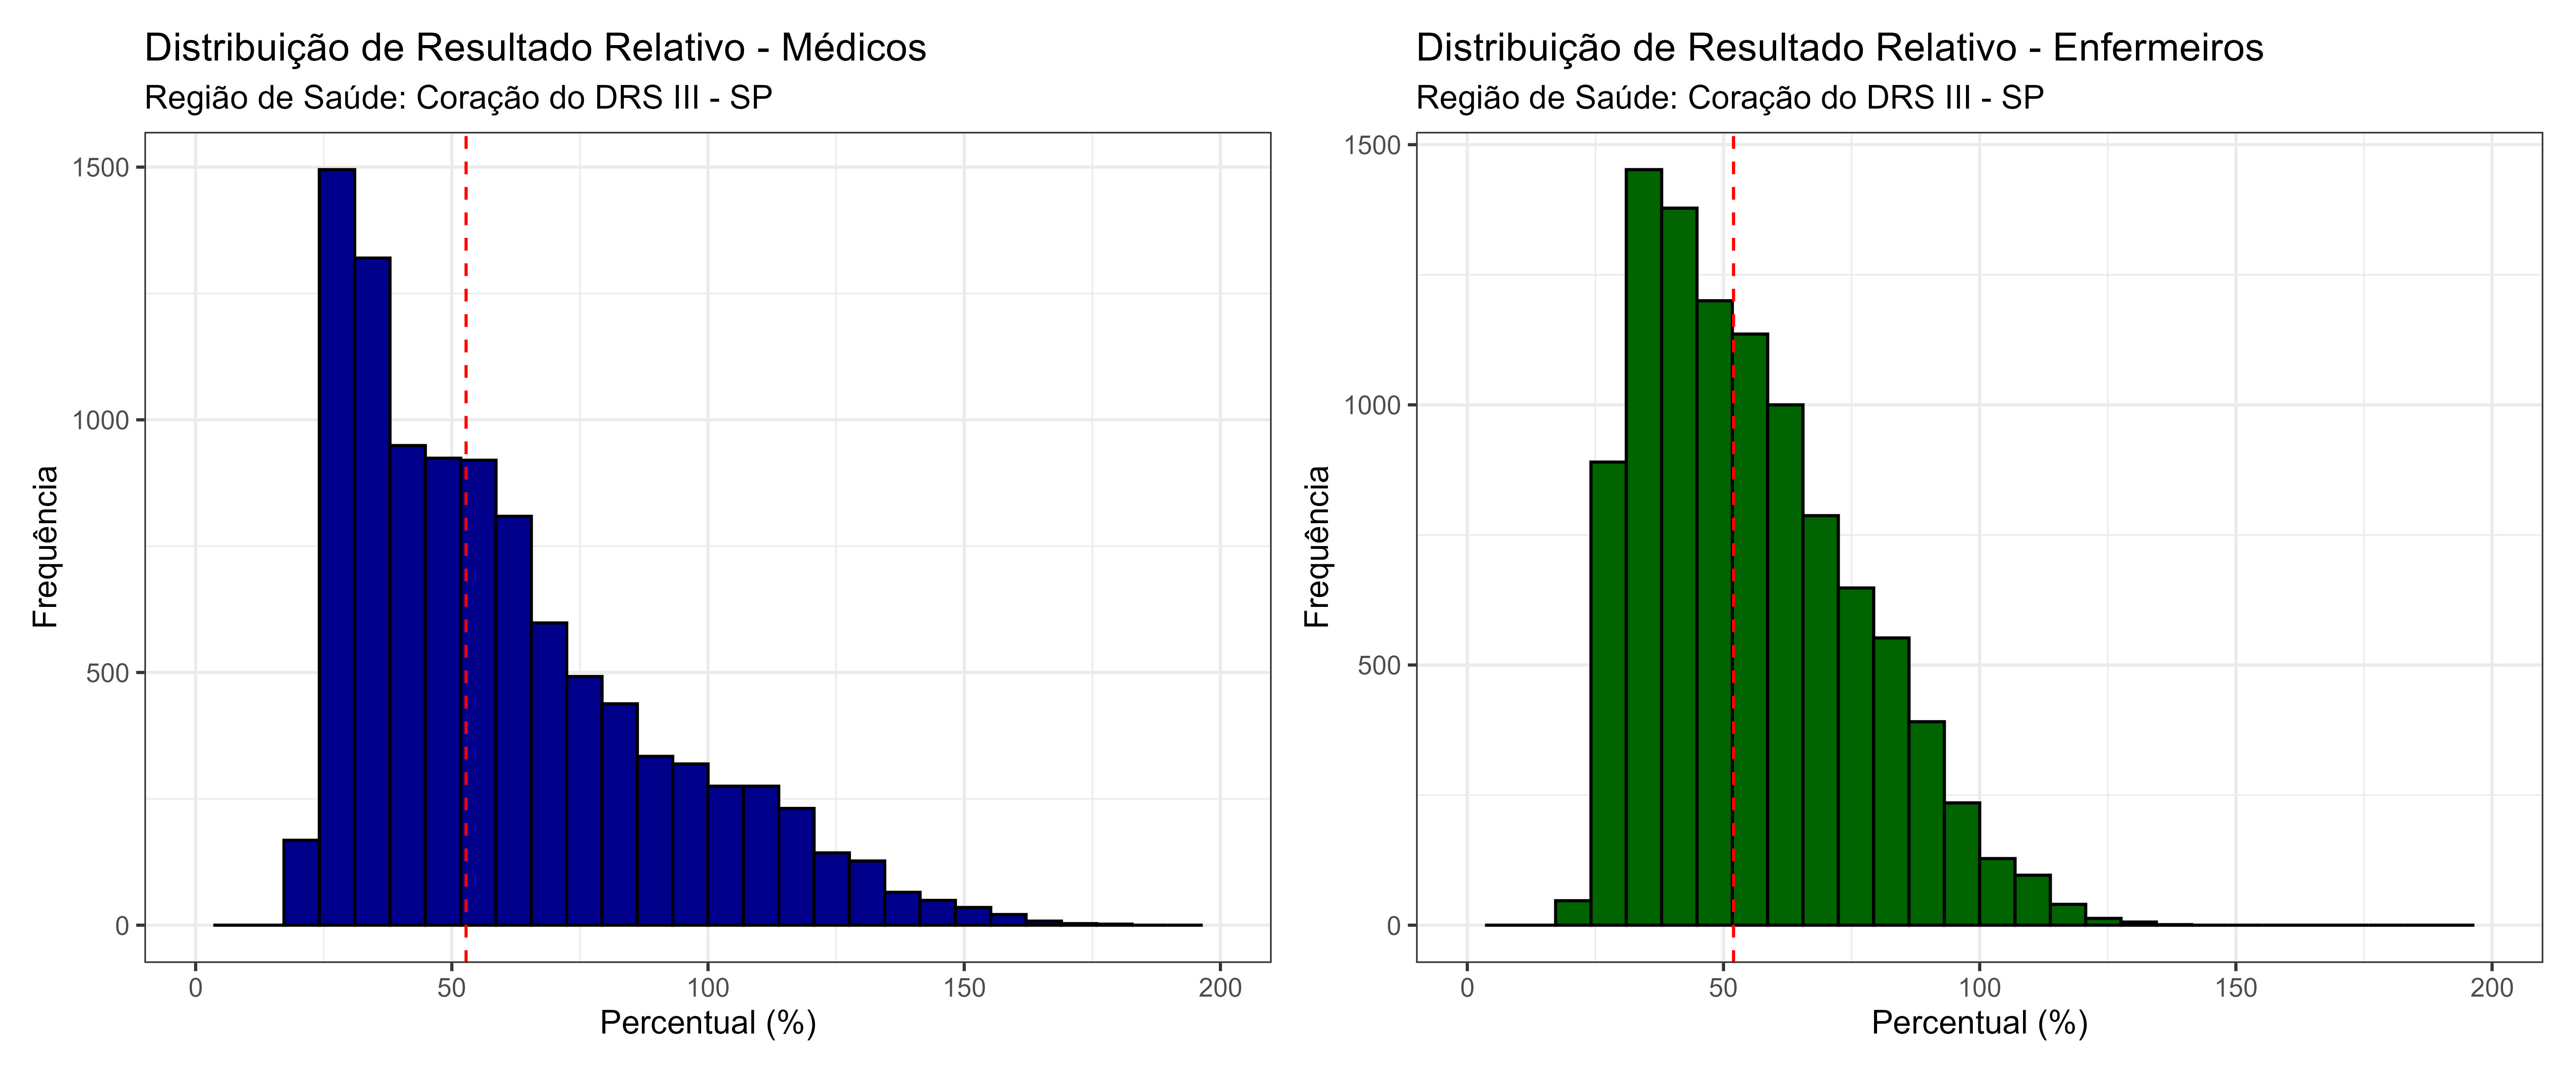 Distribuição de Resultado Relativo - Médicos
Região de Saúde: Coração do DRS III - SP
1500
1000
500
0
Frequência
0 50 100 150 200
Percentual (%)
Distribuição de Resultado Relativo - Enfermeiros
Região de Saúde: Coração do DRS III - SP
1500
1000
500
0
Frequência
0 50 100 150 200
Percentual (%)